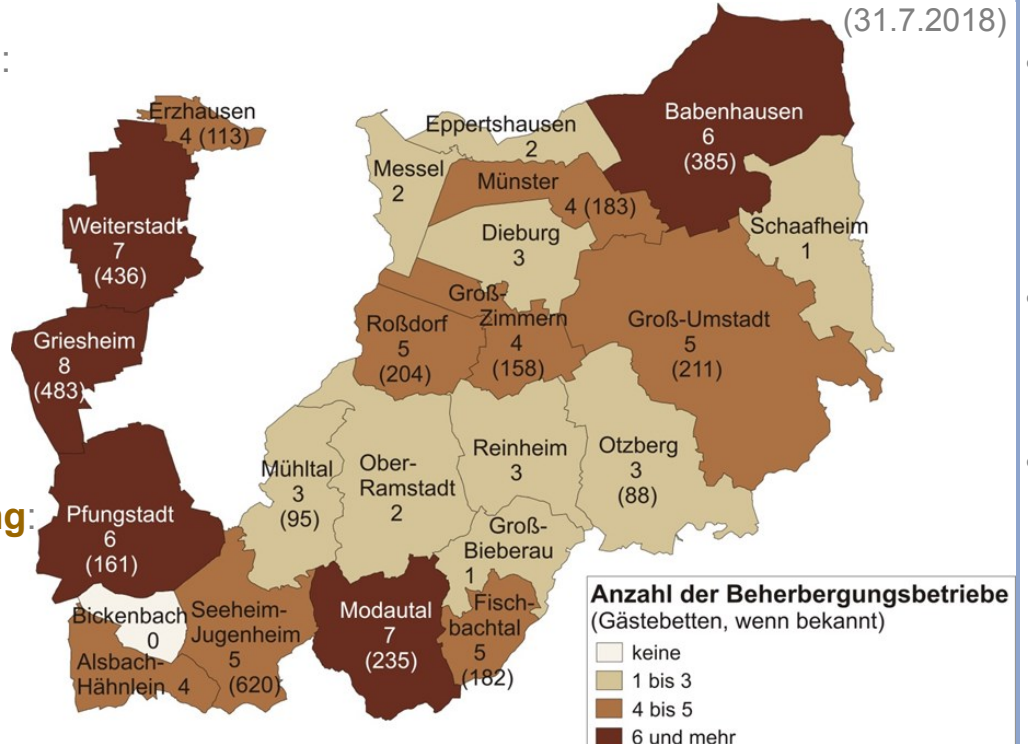 (31.7.2018)
:
Erzhausen
4 (113)
Babenhausen
6
(385)
Eppertshausen
2
Messel
2
Münster
4 (183)
Weiterstadt
7
(436)
Dieburg
3
Schaafheim
1
Groß-
Zimmern
4
(158)
Roßdorf
5
(204)
Groß-Umstadt
5
(211)
Griesheim
8
(483)
Mühltal
3
(95)
Ober-
Ramstadt
2
Reinheim
3
Otzberg
3
(88)
Pfungstadt
6
(161)
Groß-
Bieberau
1
Bickenbach
0
Seeheim-
Jugenheim
5
(620)
Modautal
7
(235)
Fisch-
bachtal
5
(182)
Alsbach-
Hähnlein 4
Anzahl der Beherbergungsbetriebe
(Gästebetten, wenn bekannt)
keine
1 bis 3
4 bis 5
6 und mehr